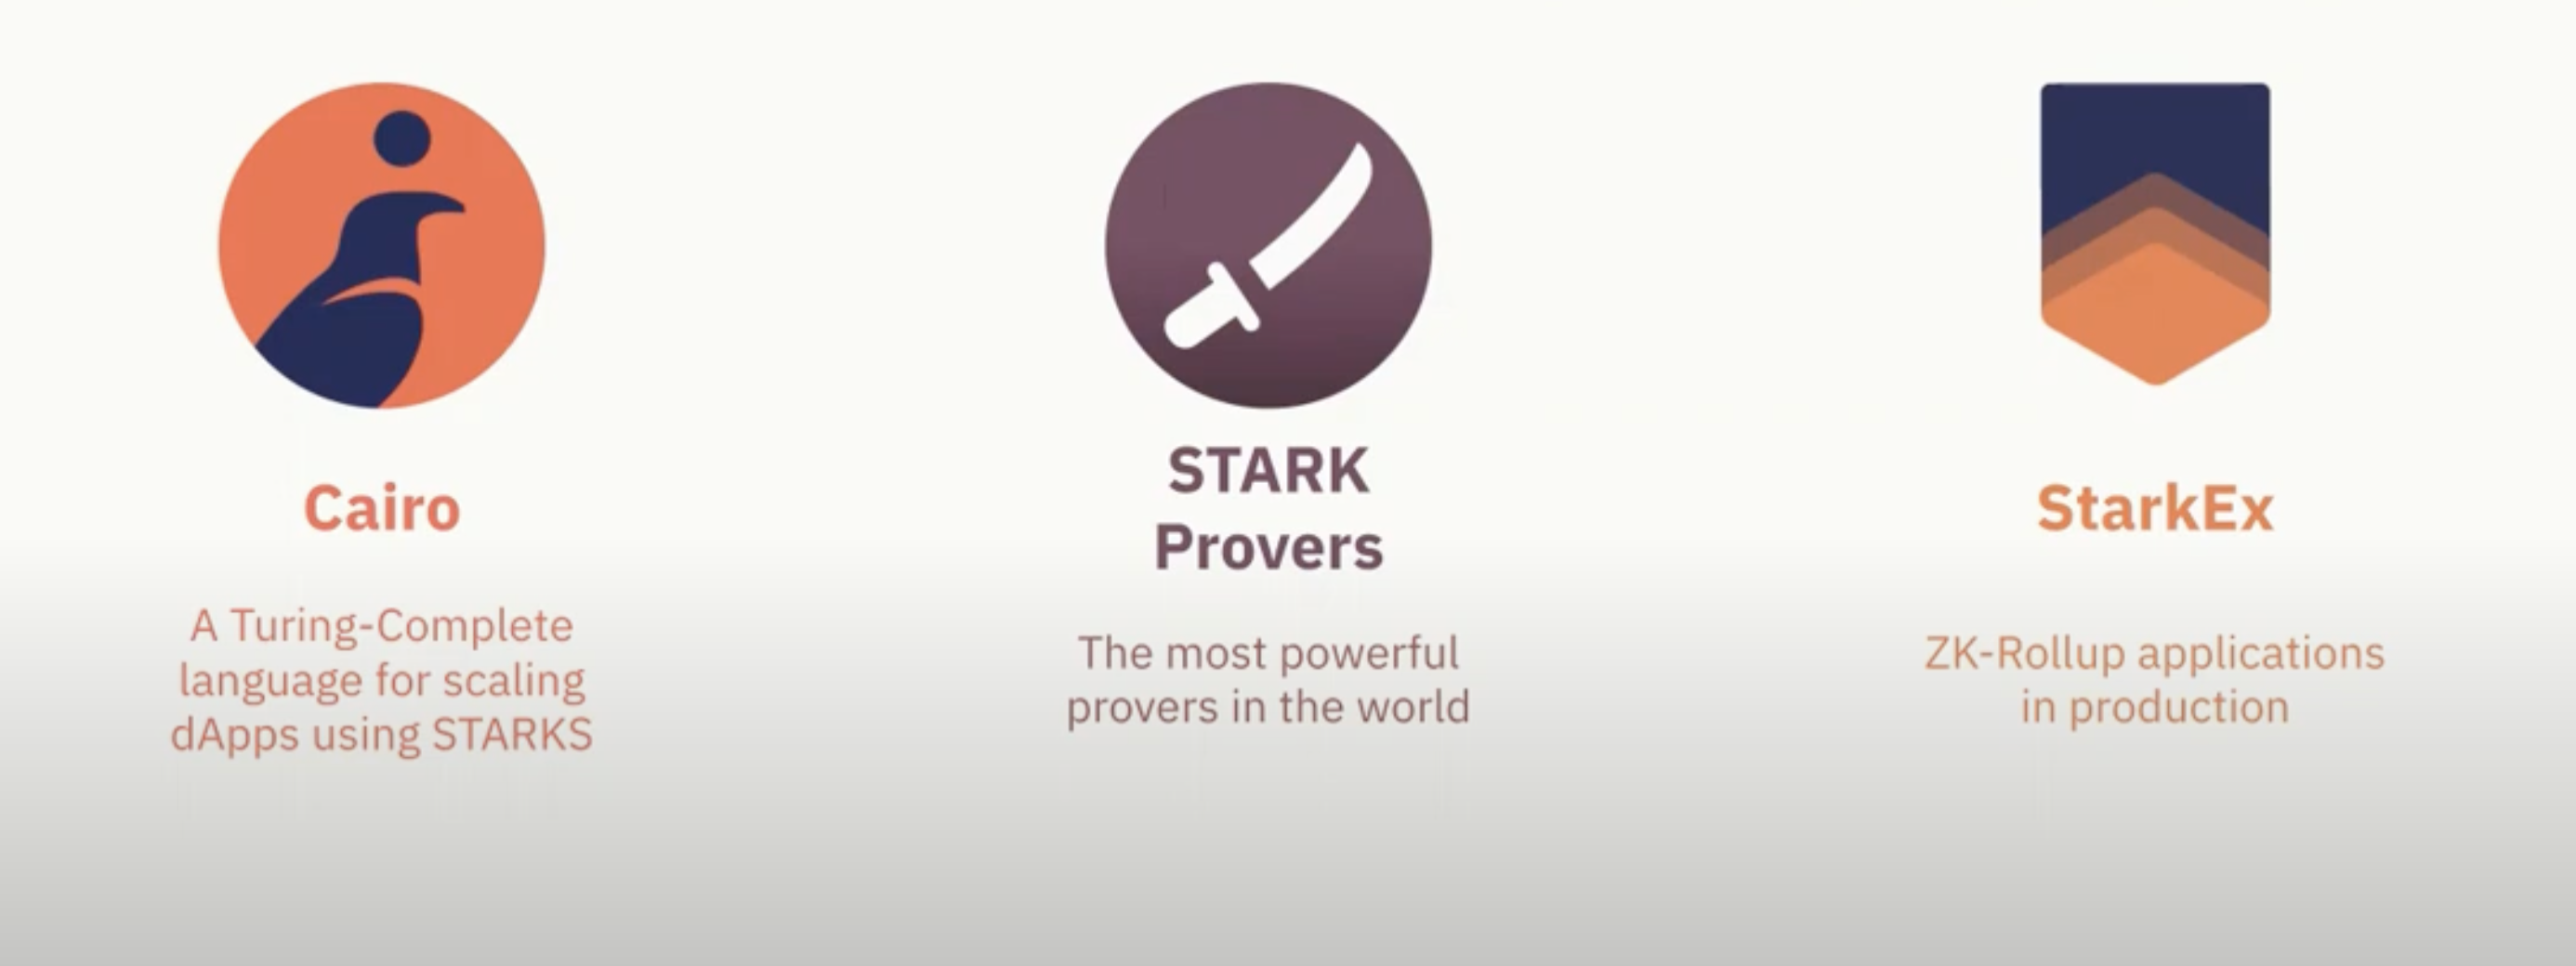 Cairo
A Turing-Complete
language for scaling
dApps using STARKS
STARK
Provers
The most powerful
provers in the world
StarkEx
ZK-Rollup applications
in production